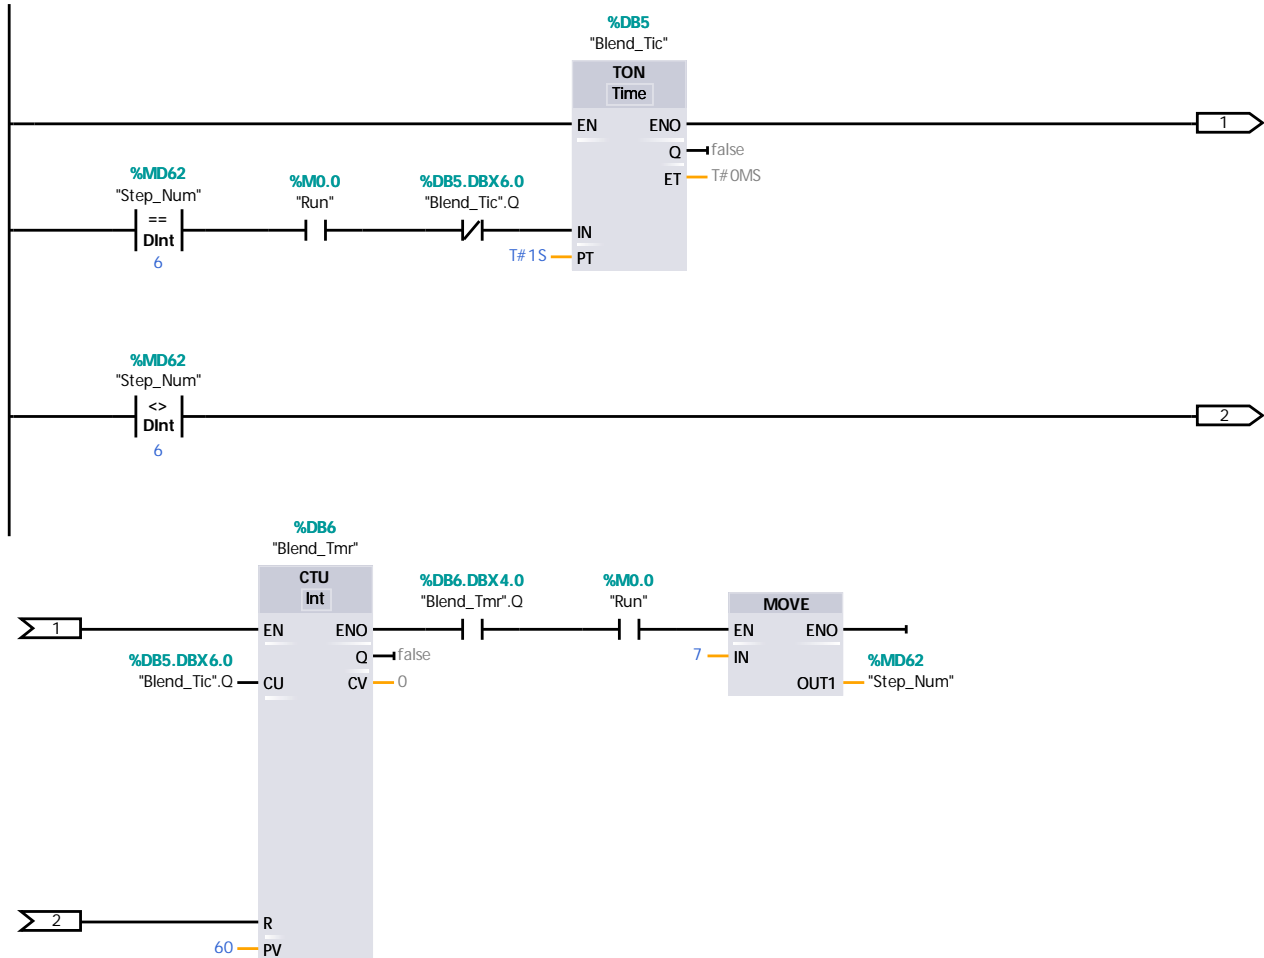 %DB5
"Blend_Tic"
TON
Time
EN ENO
1
Q false
ET T#0MS
%MD62
"Step_Num"
==
DInt
6
%M0.0
"Run"
%DB5.DBX6.0
"Blend_Tic".Q
IN
T#1S PT
%MD62
"Step_Num"
<>
DInt
6
2
%DB6
"Blend_Tmr"
CTU
Int
1
EN ENO
%DB6.DBX4.0
"Blend_Tmr".Q
%M0.0
"Run"
MOVE
EN ENO
Q false
7 IN
%DB5.DBX6.0
"Blend_Tic".Q CU
CV 0
%MD62
OUT1 "Step_Num"
2
R
60 PV